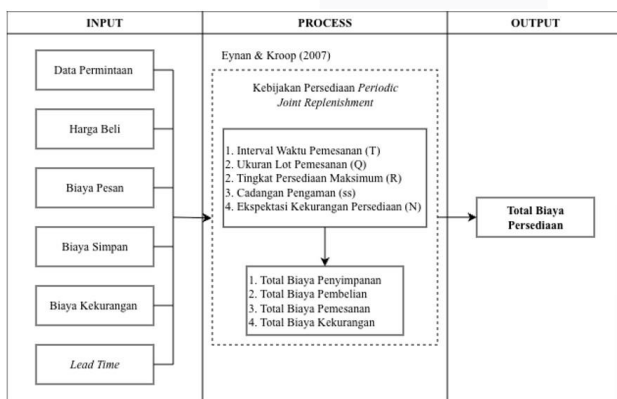 INPUT
PROCESS
OUTPUT
Data Permintaan
Harga Beli
Biaya Pesan
Biaya Simpan
Biaya Kekurangan
Lead Time
Eynan & Kroop (2007)
Kebijakan Persediaan Periodic
Joint Replenishment
1. Interval Waktu Pemesanan (T)
2. Ukuran Lot Pemesanan (Q)
2. Tingkat Persediaan Maksimum (R)
3. Cadangan Pengaman (ss)
4. Ekspektasi Kekurangan Persediaan (N)
1. Total Biaya Penyimpanan
2. Total Biaya Pembelian
3. Total Biaya Pemesanan
4. Total Biaya Kekurangan
Total Biaya
Persediaan